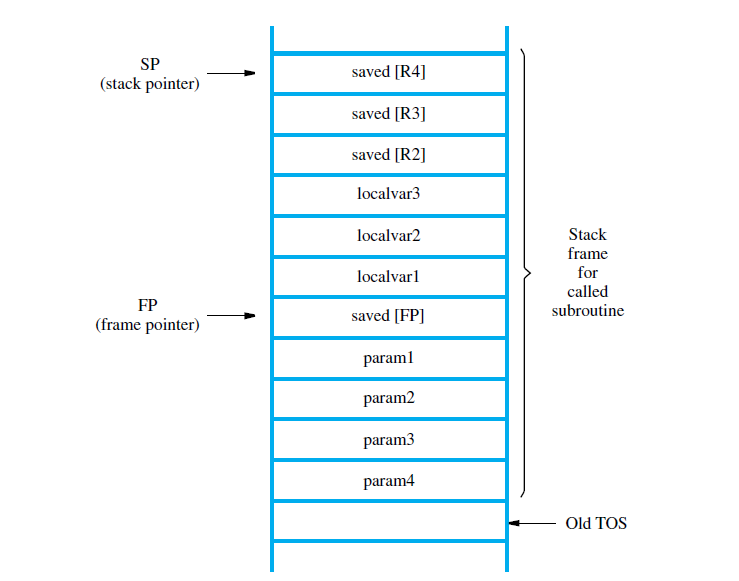 SP
(stack pointer)
saved [R4]
saved [R3]
saved [R2]
localvar3
localvar2
localvar1
FP
(frame pointer)
saved [FP]
param1
param2
param3
param4
Stack
frame
for
called
subroutine
Old TOS